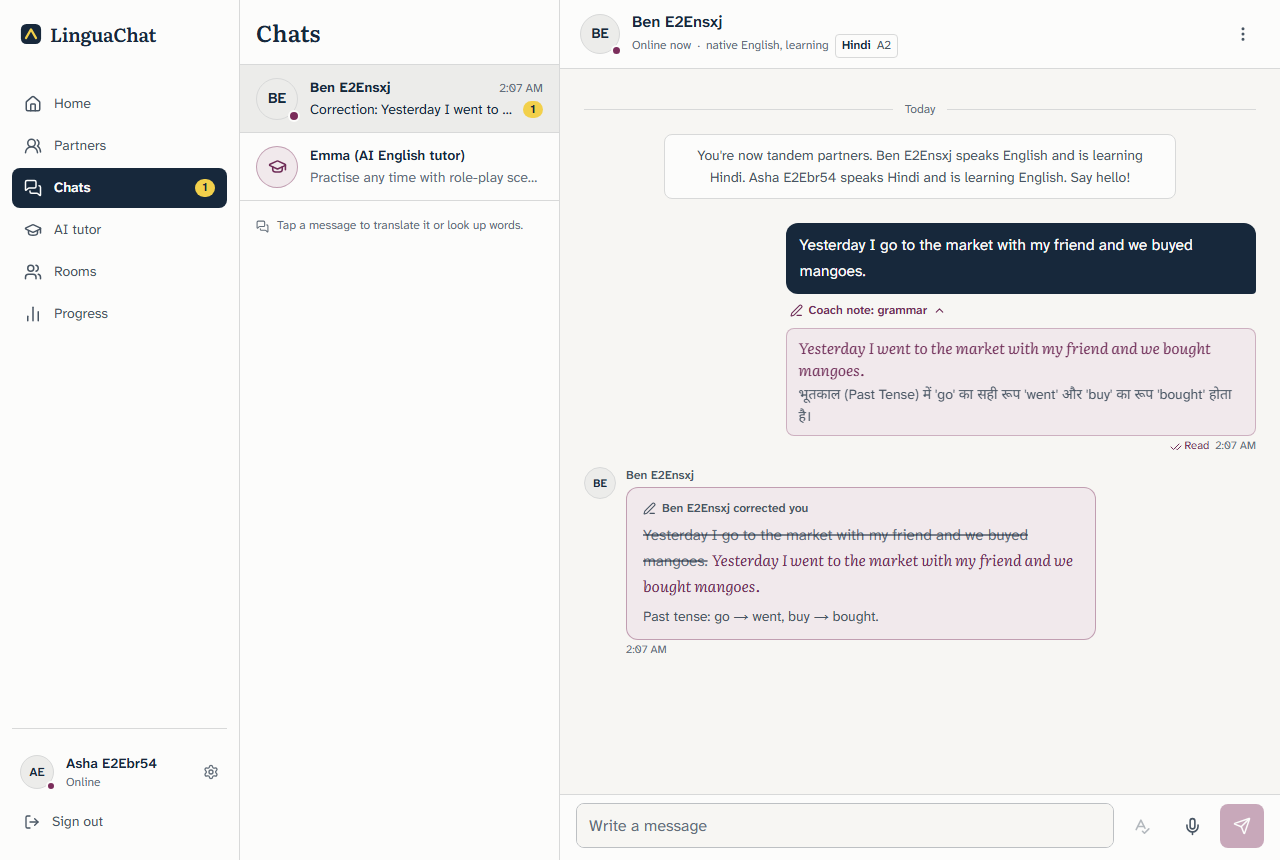 LinguaChat
Home
Partners
Chats
1
AI tutor
Rooms
Progress
AE
Asha E2Ebr54
Online
Sign out
Chats
BE
Ben E2Ensxj
2:07 AM
Correction: Yesterday I went to ...
1
Emma (AI English tutor)
Practise any time with role-play sce...
Tap a message to translate it or look up words.
BE
Ben E2Ensxj
Online now · native English, learning Hindi A2
Today
You're now tandem partners. Ben E2Ensxj speaks English and is learning
Hindi. Asha E2Ebr54 speaks Hindi and is learning English. Say hello!
Yesterday I go to the market with my friend and we buyed
mangoes.
Coach note: grammar
Yesterday I went to the market with my friend and we bought
mangoes.
भूतकाल (Past Tense) में 'go' का सही रूप 'went' और 'buy' का रूप 'bought' होता
है।
Read 2:07 AM
BE
Ben E2Ensxj
Ben E2Ensxj corrected you
Yesterday I go to the market with my friend and we buyed
mangoes. Yesterday I went to the market with my friend and we
bought mangoes.
Past tense: go → went, buy → bought.
2:07 AM
Write a message